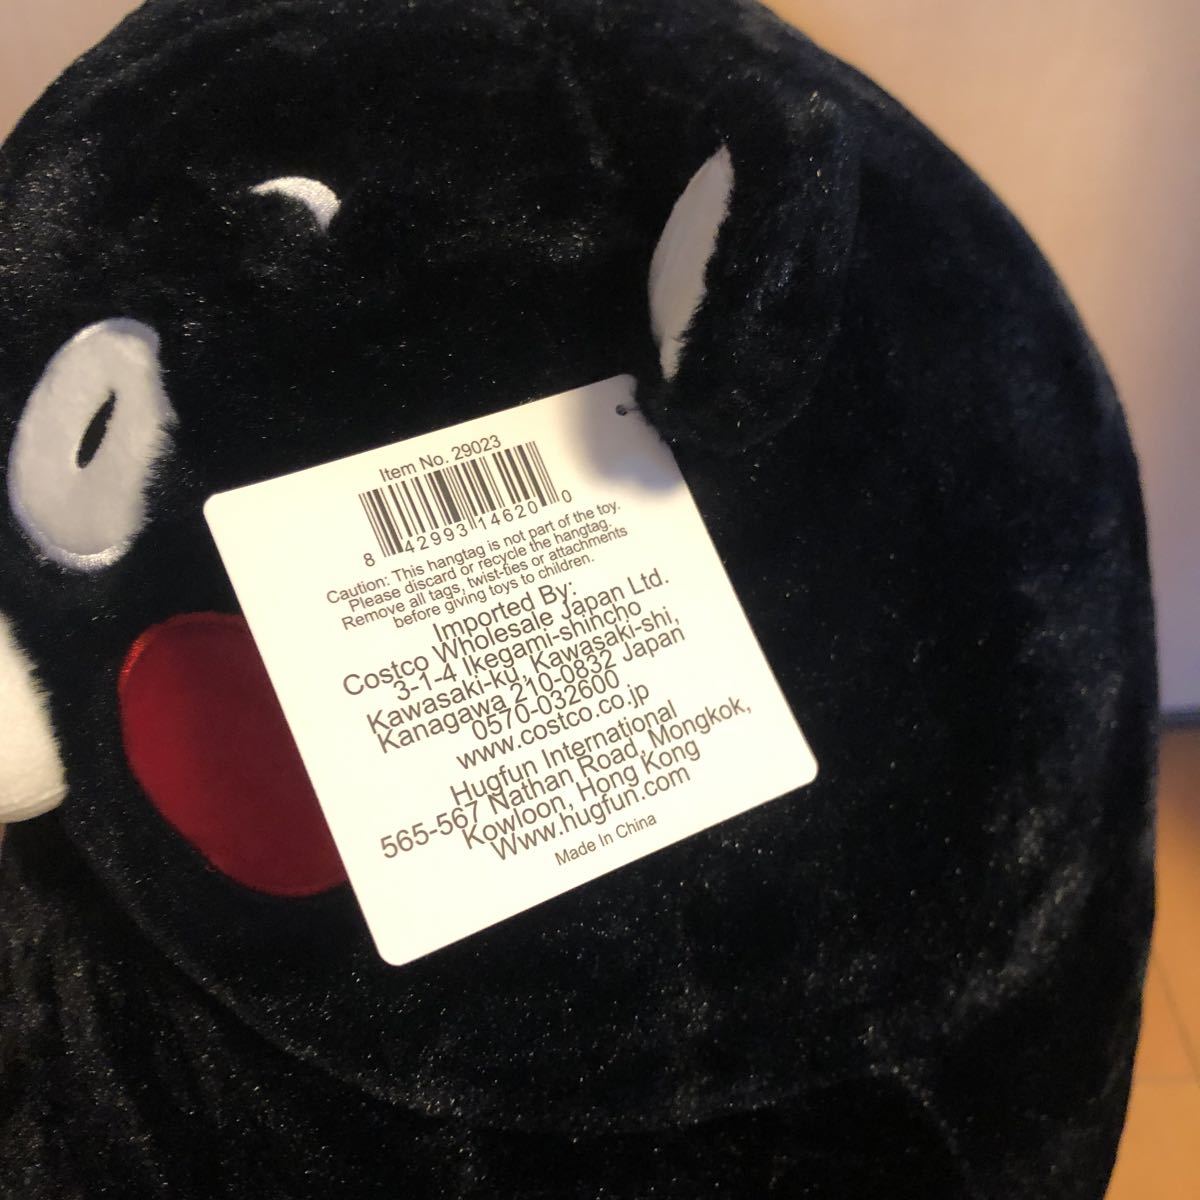 Item No. 29023
8 42993 14620 0
Caution: This hangtag is not part of the toy.
Please discard or recycle the hangtag.
Remove all tags, twist-ties or attachments
before giving toys to children.
Imported By:
Costco Wholesale Japan Ltd.
3-1-4 Ikegami-shihcho
Kawasaki-ku, Kawasaki-shi,
Kanagawa 210-0832 Japan
0570-032600
www.costco.co.jp
Hugfun International
565-567 Nathan Road, Mongkok,
Kowloon, Hong Kong
Www.hugfun.com
Made In China